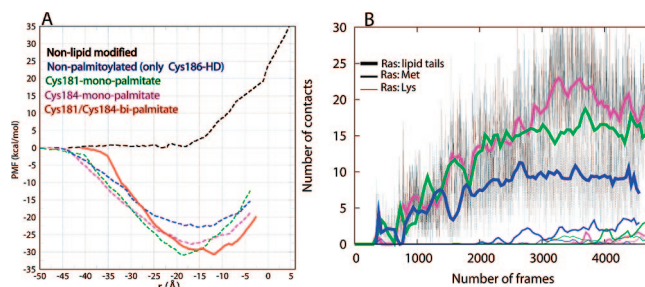 A
B
35
30
25
20
15
10
5
0
-5
-10
-15
-20
-25
-30
35
PMF (kcal/mol)
Non-lipid modified
Non-palmitoylated (only Cys186-HD)
Cys181-mono-palmitate
Cys184-mono-palmitate
Cys181/Cys184-bi-palmitate
-50 -45 -40 -35 -30 -25 -20 -15 -10 -5 0 5
r (Å)
30
25
20
15
10
5
0
Number of contacts
Ras: lipid tails
Ras: Met
Ras: Lys
0 1000 2000 3000 4000
Number of frames